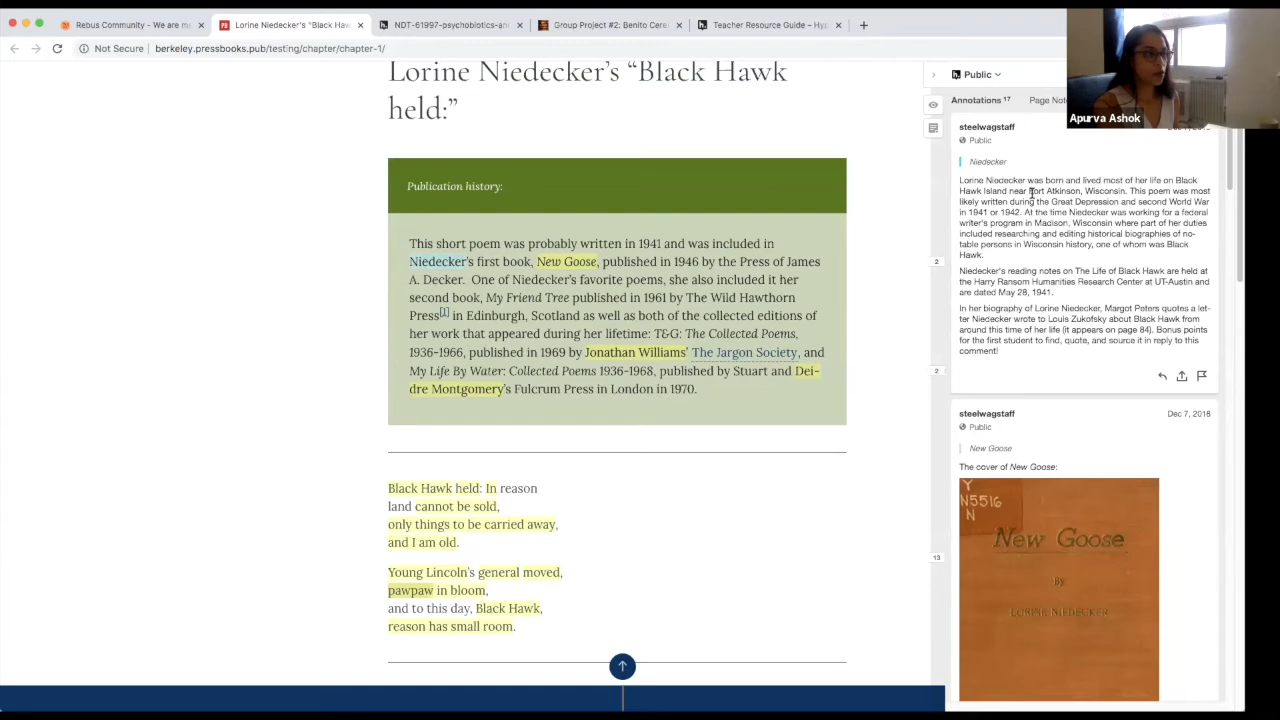 Rebus Community - We are me
Lorine Niedecker's "Black Haw
NDT-61997-psychobiotics-and
Group Project #2: Benito Cere
Teacher Resource Guide – Hyp
Not Secure
berkeley.pressbooks.pub/testing/chapter/chapter-1/
Lorine Niedecker’s “Black Hawk
held:”
Publication history:
This short poem was probably written in 1941 and was included in
Niedecker’s first book, New Goose, published in 1946 by the Press of James
A. Decker. One of Niedecker’s favorite poems, she also included it her
second book, My Friend Tree published in 1961 by The Wild Hawthorn
Press[1] in Edinburgh, Scotland as well as both of the collected editions of
her work that appeared during her lifetime: T&G: The Collected Poems,
1936-1966, published in 1969 by Jonathan Williams’ The Jargon Society, and
My Life By Water: Collected Poems 1936-1968, published by Stuart and Dei-
dre Montgomery’s Fulcrum Press in London in 1970.
Black Hawk held: In reason
land cannot be sold,
only things to be carried away,
and I am old.
Young Lincoln’s general moved,
pawpaw in bloom,
and to this day, Black Hawk,
reason has small room.
2
2
13
Public
Annotations 17 Page Not
Apurva Ashok
steelwagstaff
Public
Niedecker
Lorine Niedecker was born and lived most of her life on Black
Hawk Island near Fort Atkinson, Wisconsin. This poem was most
likely written during the Great Depression and second World War
in 1941 or 1942. At the time Niedecker was working for a federal
writer's program in Madison, Wisconsin where part of her duties
included researching and editing historical biographies of no-
table persons in Wisconsin history, one of whom was Black
Hawk.
Niedecker's reading notes on The Life of Black Hawk are held at
the Harry Ransom Humanities Research Center at UT-Austin and
are dated May 28, 1941.
In her biography of Lorine Niedecker, Margot Peters quotes a let-
ter Niedecker wrote to Louis Zukofsky about Black Hawk from
around this time of her life (it appears on page 84). Bonus points
for the first student to find, quote, and source it in reply to this
comment!
steelwagstaff Dec 7, 2018
Public
New Goose
The cover of New Goose:
Y
N5516
N
New Goose
By
LORINE NIEDECKER